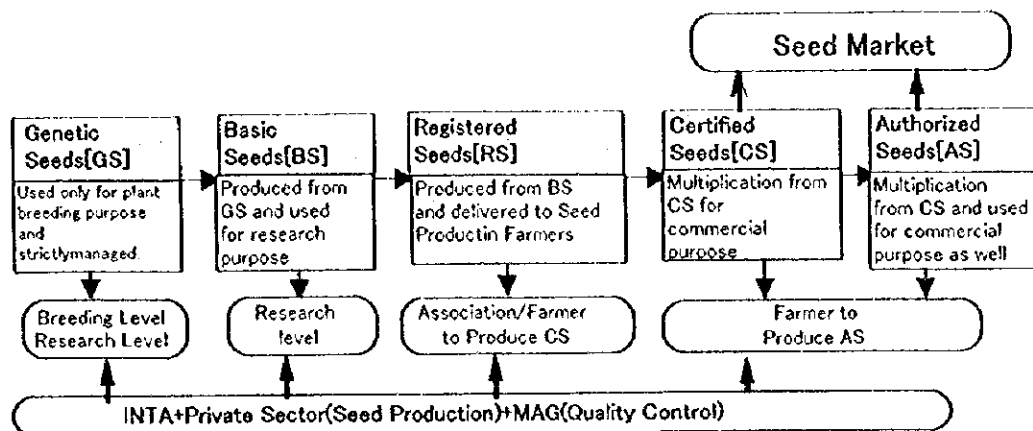 Seed Market
Genetic
Seeds[GS]
Used only for plant
breeding purpose
and
strictlymanaged.
Basic
Seeds[BS]
Produced from
GS and used
for research
purpose
Registered
Seeds[RS]
Produced from BS
and delivered to Seed
Productin Farmers
Certified
Seeds[CS]
Multiplication from
CS for
commercial
purpose
Authorized
Seeds[AS]
Multiplication
from CS and used
for commercial
purpose as well
Breeding Level
Research Level
Research
level
Association/Farmer
to Produce CS
Farmer to
Produce AS
INTA+Private Sector(Seed Production)+MAG(Quality Control)